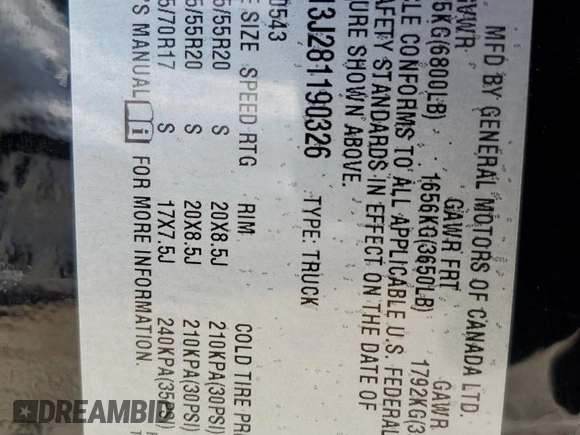 MFD BY GENERAL MOTORS OF CANADA LTD.
GVWR GAWR FRT GAWR
5KG(6800LB) 1656KG(3650LB) 1792KG(3
LE CONFORMS TO ALL APPLICABLE U.S. FEDERAL
AFETY STANDARDS IN EFFECT ON THE DATE OF
URE SHOWN ABOVE.
13J281190326 TYPE: TRUCK
0543
E SIZE SPEED RTG RIM COLD TIRE PR
5/55R20 S 20X8.5J 210KPA(30PSI)
5/55R20 S 20X8.5J 210KPA(30PSI)
5/70R17 S 17X7.5J 240KPA(35PSI)
'S MANUAL i FOR MORE INFORMATION.
DREAMBID